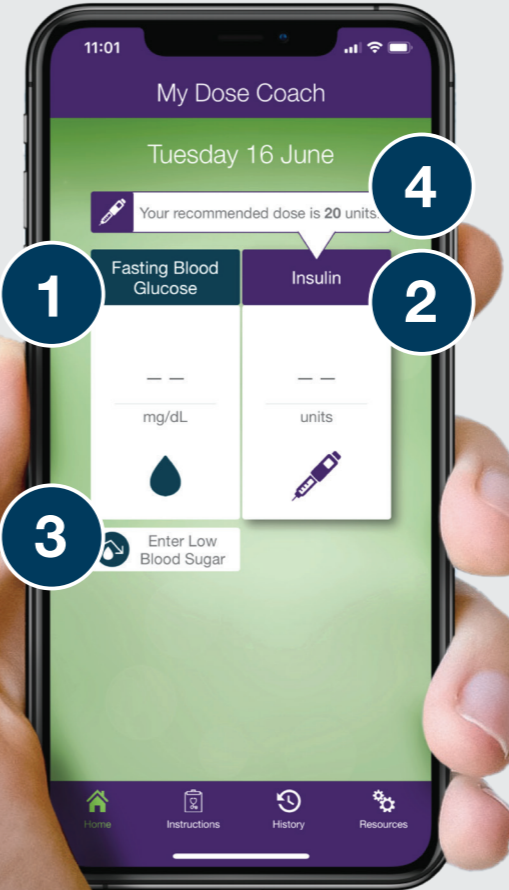 11:01
My Dose Coach
Tuesday 16 June
4
Your recommended dose is 20 units.
1
Fasting Blood
Glucose
Insulin
2
– –
– –
mg/dL
units
3
Enter Low
Blood Sugar
Home
Instructions
History
Resources